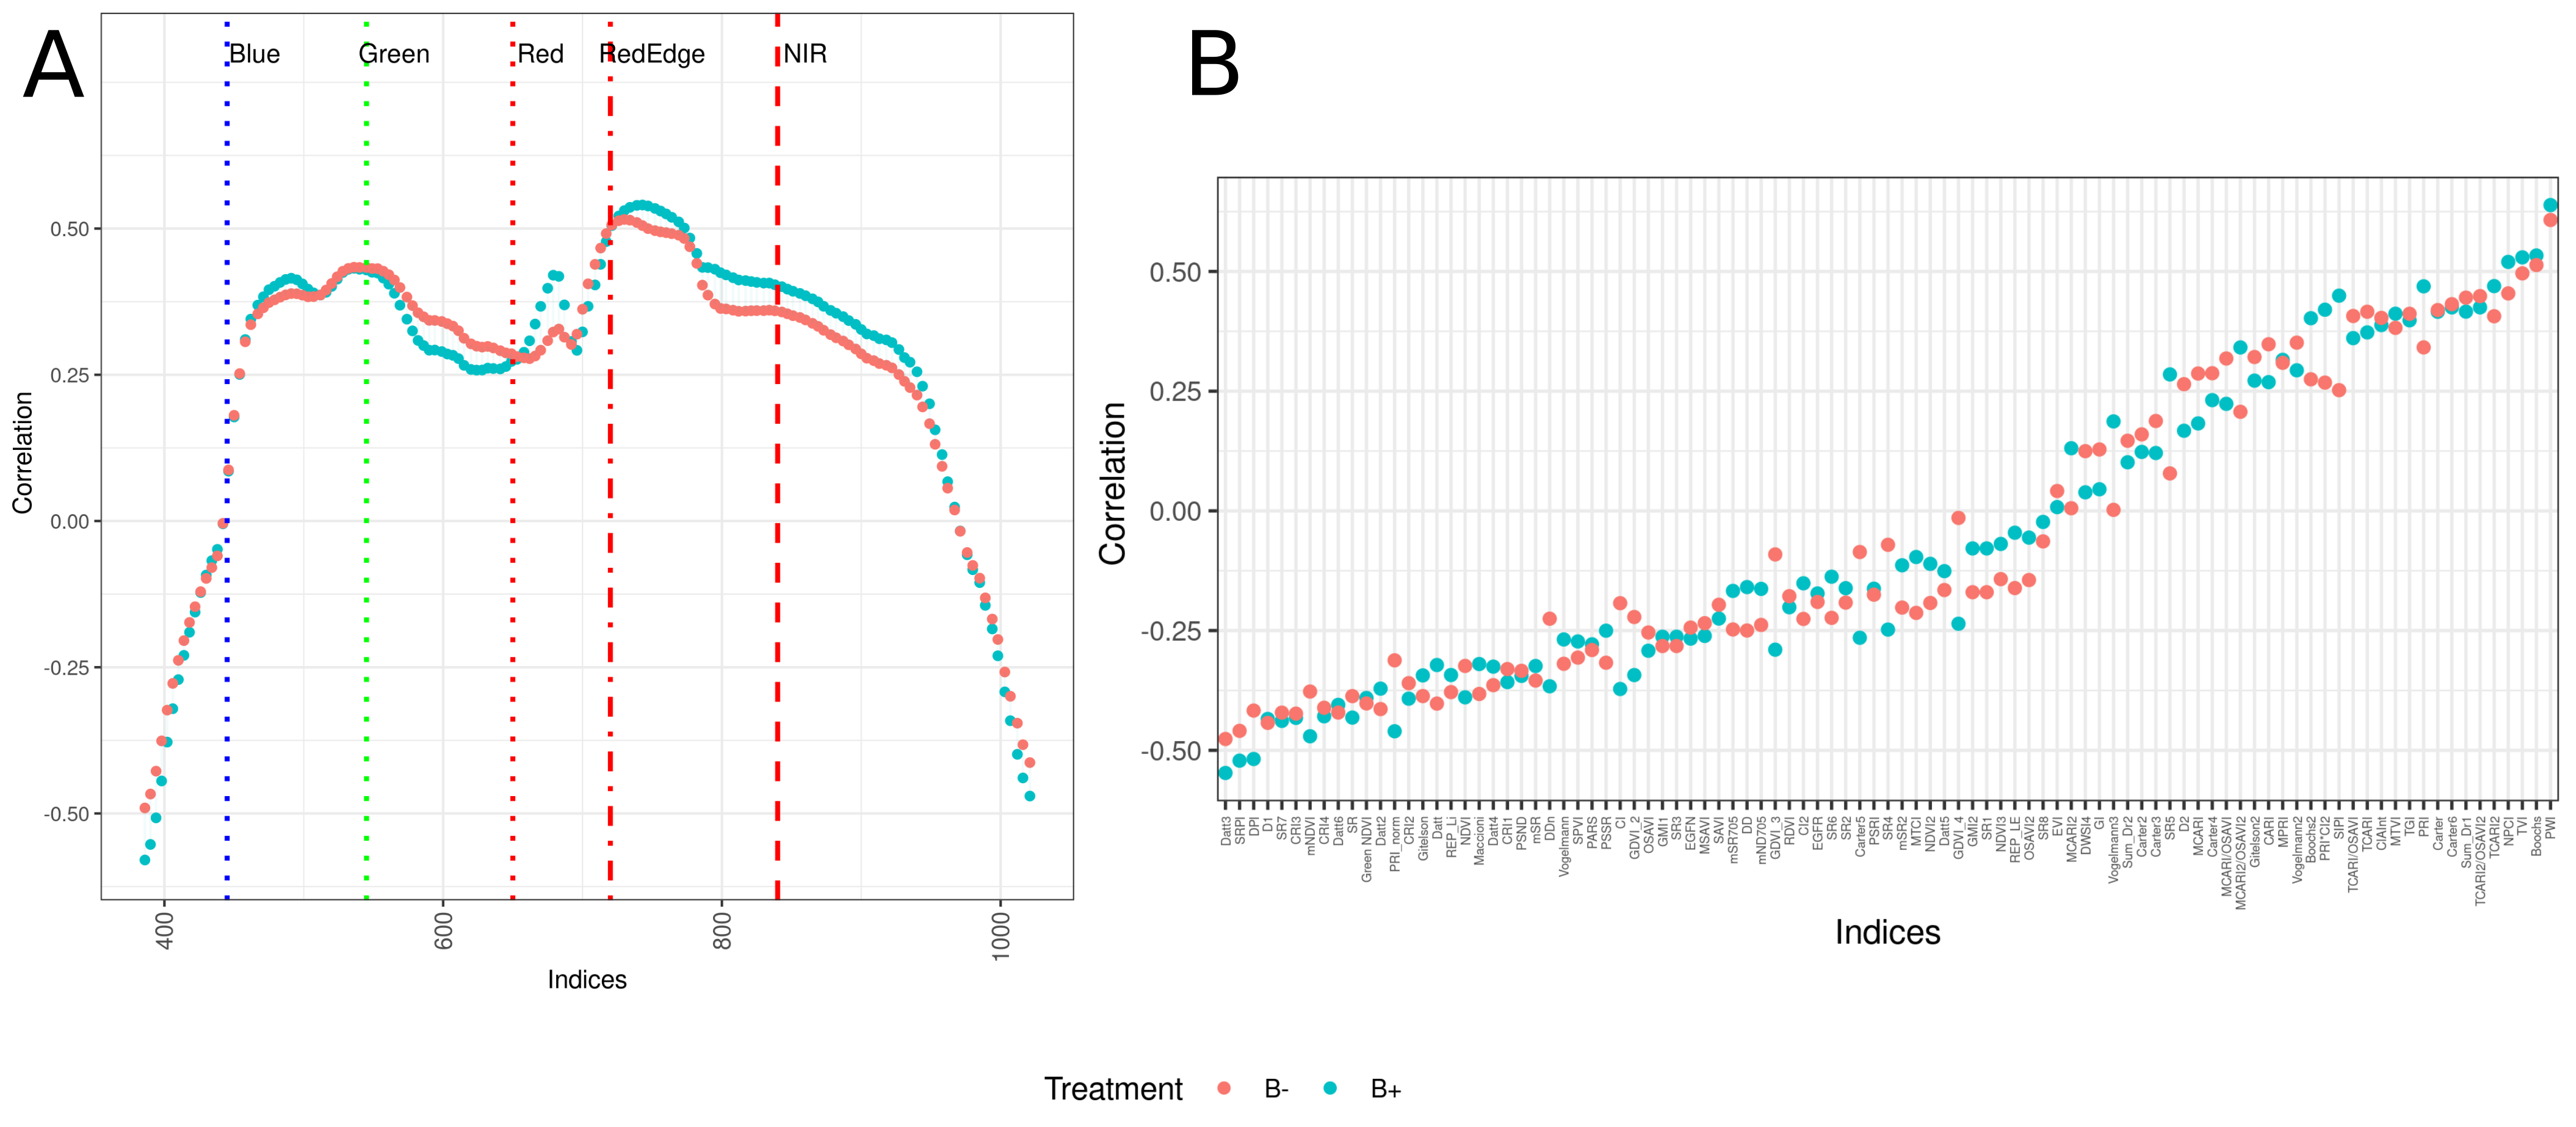 A
B
Blue
Green
Red
RedEdge
NIR
Correlation
0.50
0.25
0.00
-0.25
-0.50
400
600
800
1000
Indices
Correlation
0.50
0.25
0.00
-0.25
-0.50
Datt3
SRPI
DPI
D1
SR7
CRI3
mNDVI
CRI4
Datt6
SR
Green NDVI
Datt2
PRI_norm
CRI2
Gitelson
Datt
REP_Li
NDVI
Maccioni
Datt4
CRI1
PSND
mSR
DDn
Vogelmann
SPVI
PARS
PSSR
CI
GDVI_2
OSAVI
GMI1
SR3
EGFN
MSAVI
SAVI
mSR705
DD
mND705
GDVI_3
RDVI
CI2
EGFR
SR6
SR2
Carter5
PSRI
SR4
mSR2
MTCI
NDVI2
Datt5
GDVI_4
GMI2
SR1
NDVI3
REP_LE
OSAVI2
SR8
EVI
MCARI2
DWSI4
GI
Vogelmann3
Sum_Dr2
Carter2
Carter3
SR5
D2
MCARI
Carter4
MCARI/OSAVI
MCARI2/OSAVI2
Gitelson2
CARI
MPRI
Vogelmann2
Boochs2
PRI*CI2
SIPI
TCARI/OSAVI
TCARI
ClAInt
MTVI
TGI
PRI
Carter
Carter6
Sum_Dr1
TCARI2/OSAVI2
TCARI2
NPCI
TVI
Boochs
PWI
Indices
Treatment B- B+